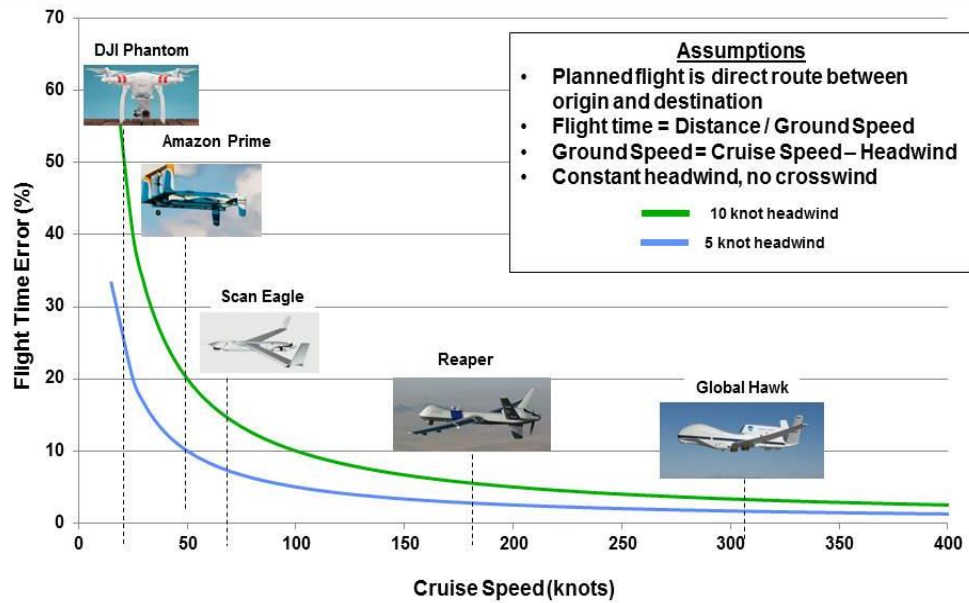 70
60
50
40
30
20
10
0
Flight Time Error (%)
0 50 100 150 200 250 300 350 400
Cruise Speed (knots)
DJI Phantom
Amazon Prime
Scan Eagle
Reaper
Global Hawk
Assumptions
• Planned flight is direct route between
origin and destination
• Flight time = Distance / Ground Speed
• Ground Speed = Cruise Speed – Headwind
• Constant headwind, no crosswind
10 knot headwind
5 knot headwind